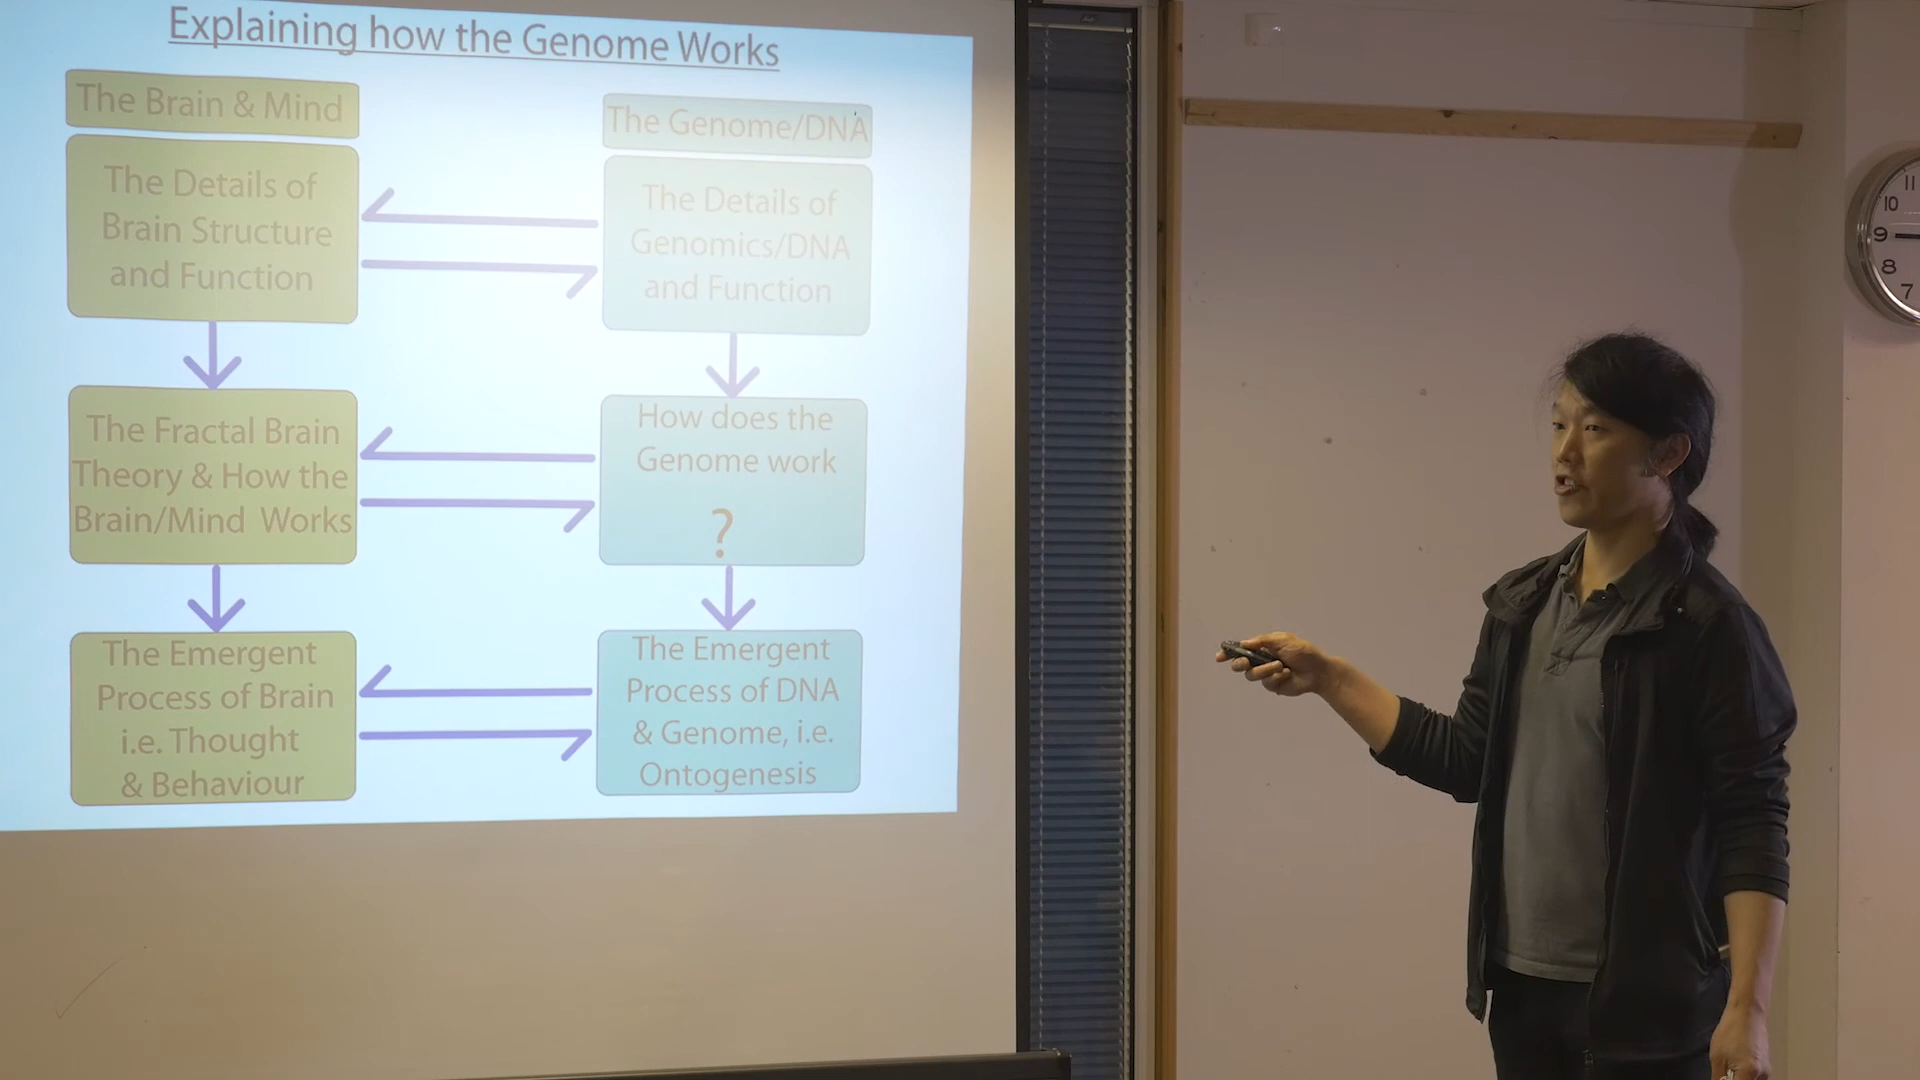 Explaining how the Genome Works
The Brain & Mind
The Details of
Brain Structure
and Function
The Fractal Brain
Theory & How the
Brain/Mind Works
The Emergent
Process of Brain
i.e. Thought
& Behaviour
The Genome/DNA
The Details of
Genomics/DNA
and Function
How does the
Genome work
?
The Emergent
Process of DNA
& Genome, i.e.
Ontogenesis
11
10
9
8
7